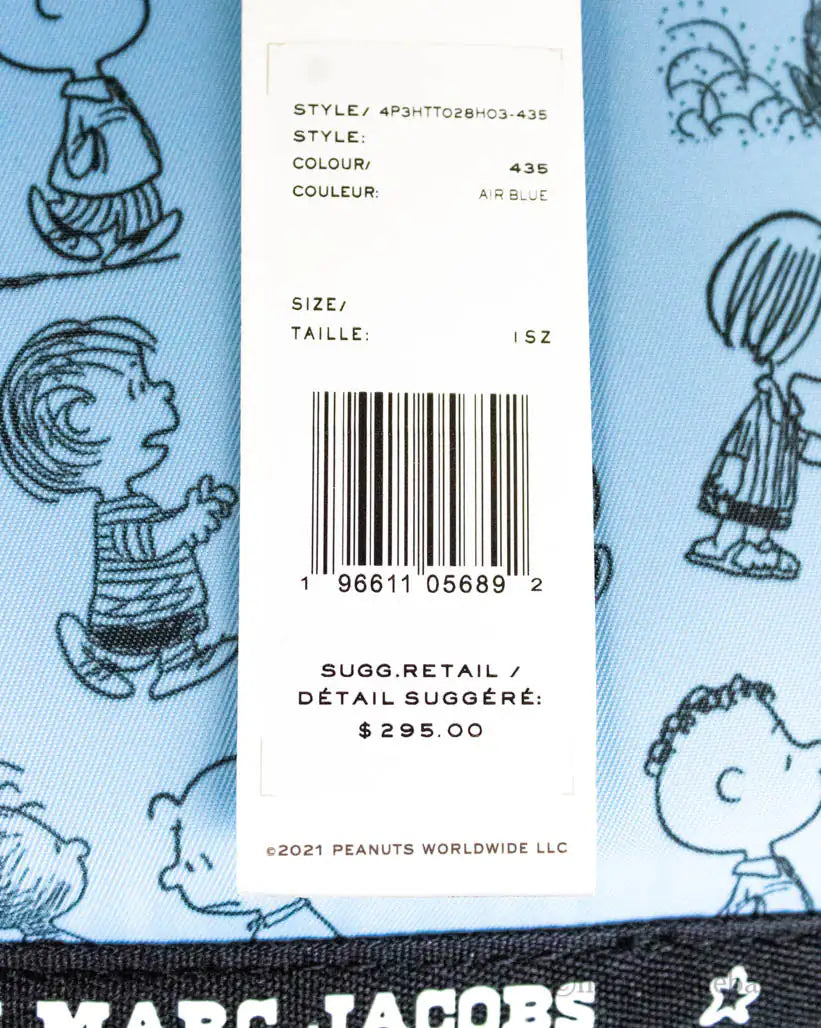 STYLE/ 4P3HTT028H03-435
STYLE:
COLOUR/ 435
COULEUR: AIR BLUE
SIZE/
TAILLE: 1SZ
1 96611 05689 2
SUGG.RETAIL /
DÉTAIL SUGGÉRÉ:
$295.00
©2021 PEANUTS WORLDWIDE LLC
MARC JACOBS